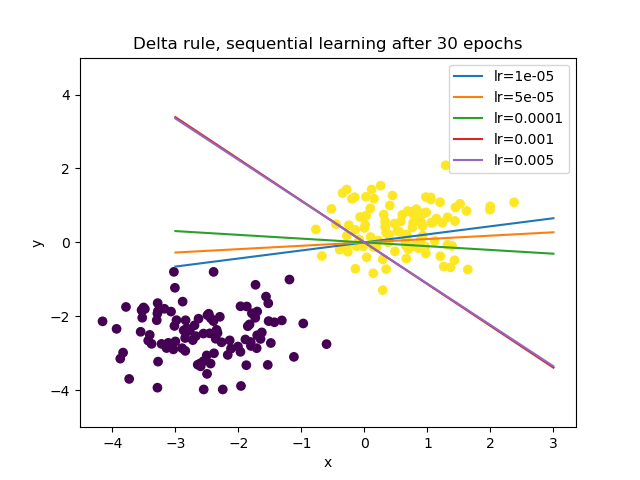 Delta rule, sequential learning after 30 epochs
lr=1e-05
lr=5e-05
lr=0.0001
lr=0.001
lr=0.005
4
2
0
−2
−4
y
−4 −3 −2 −1 0 1 2 3
x